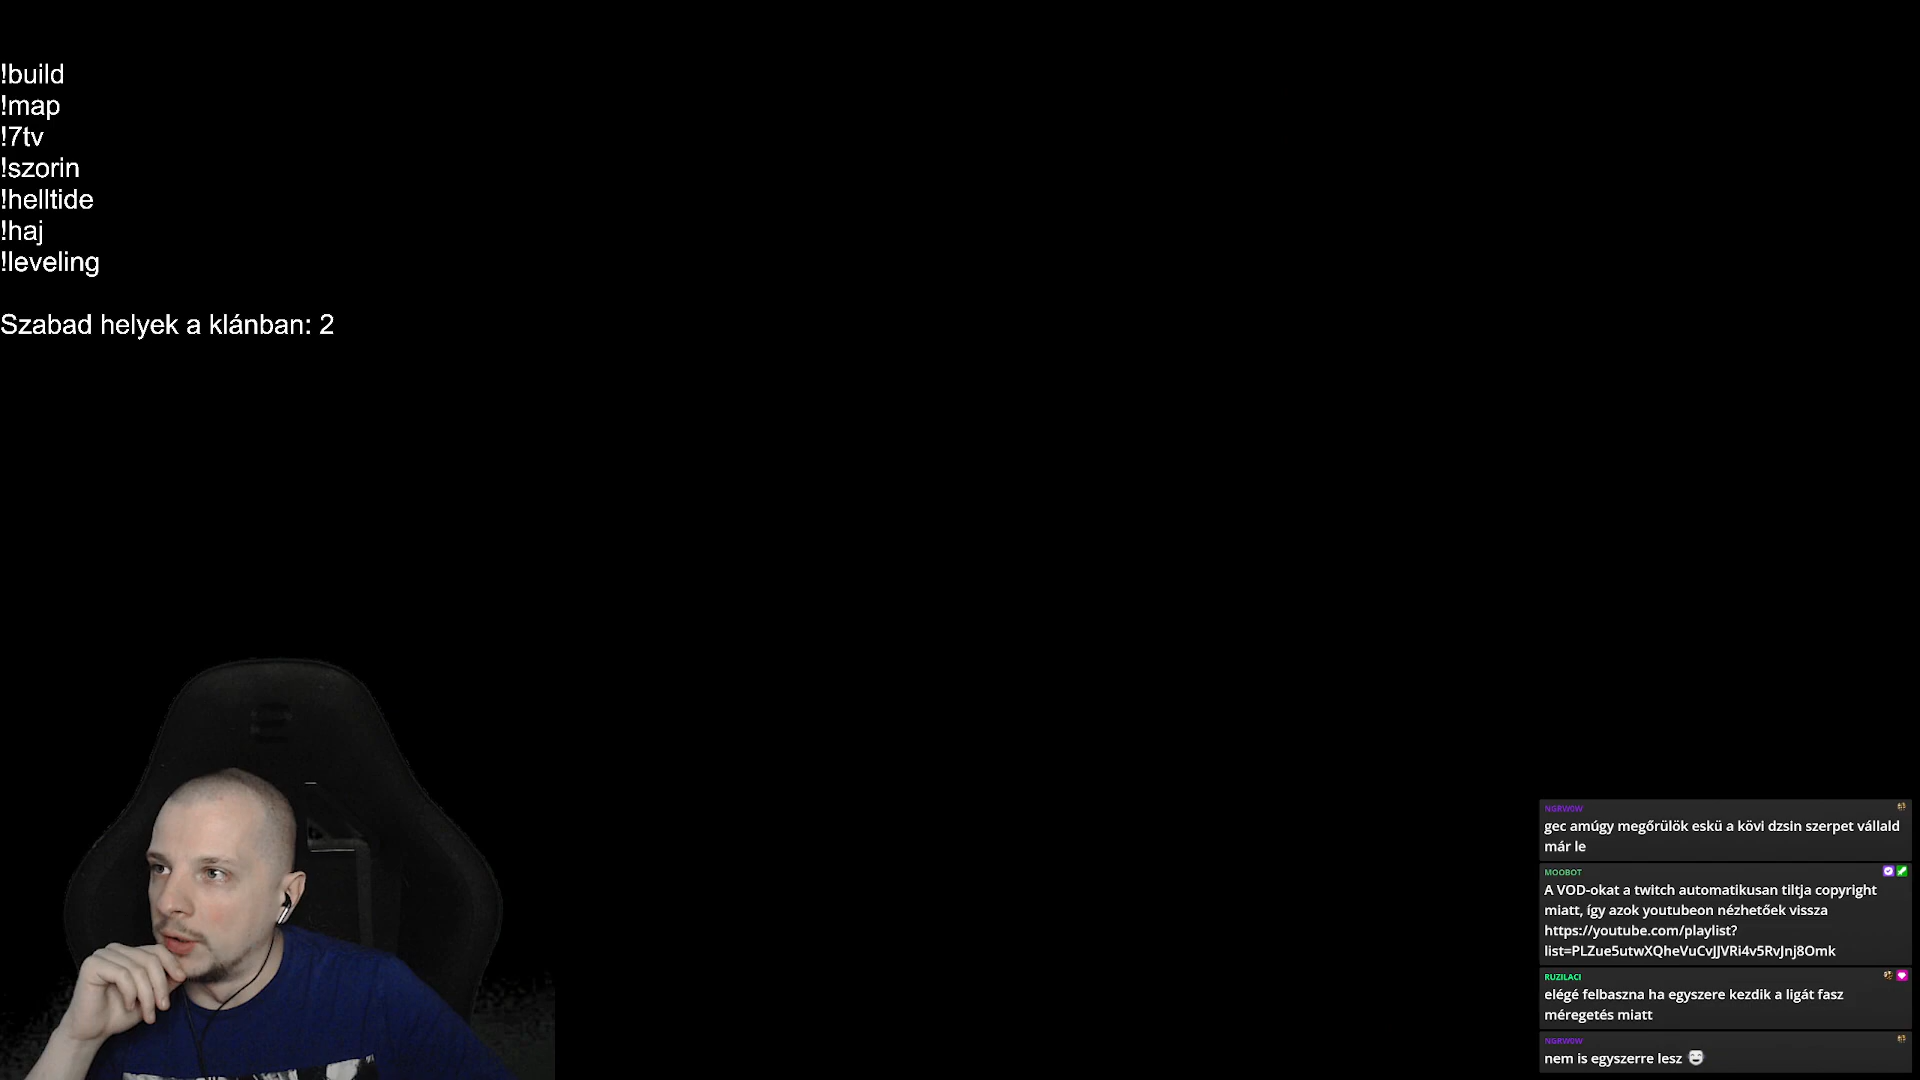 !build
!map
!7tv
!szorin
!helltide
!haj
!leveling
Szabad helyek a klánban: 2
NGRW0W
gec amúgy megőrülök eskü a kövi dzsin szerpet vállald
már le
MOOBOT
A VOD-okat a twitch automatikusan tiltja copyright
miatt, így azok youtubeon nézhetőek vissza
https://youtube.com/playlist?
list=PLZue5utwXQheVuCvJJVRi4v5RvJnj8Omk
RUZILACI
elégé felbaszna ha egyszere kezdik a ligát fasz
méregetés miatt
NGRW0W
nem is egyszerre lesz